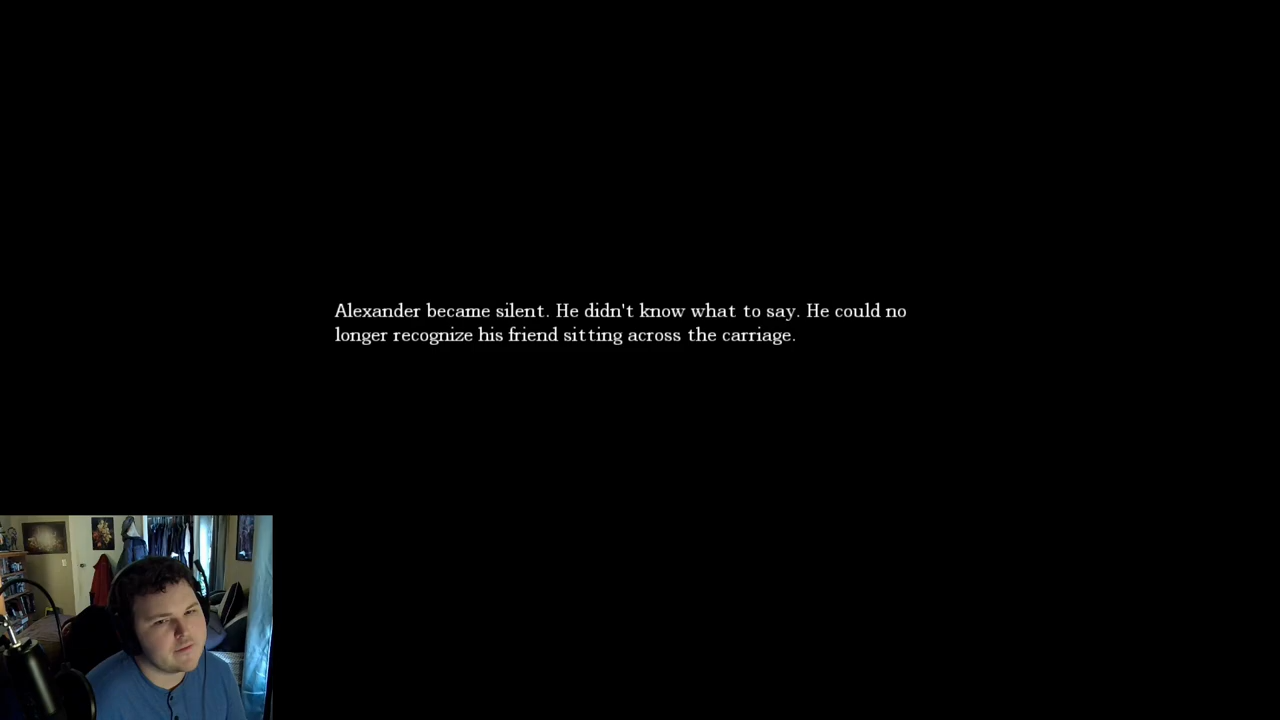 Alexander became silent. He didn't know what to say. He could no
longer recognize his friend sitting across the carriage.